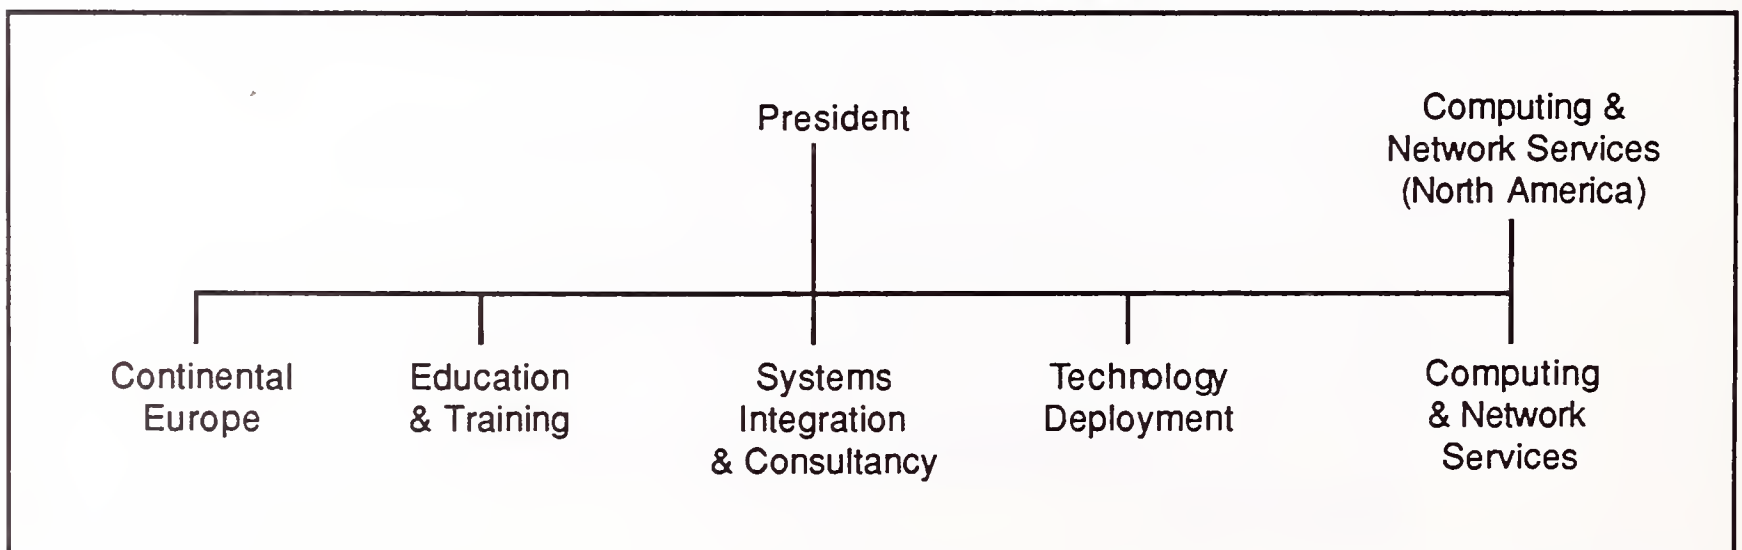 President
Computing &
Network Services
(North America)
Continental
Europe
Education
& Training
Systems
Integration
& Consultancy
Technology
Deployment
Computing
& Network
Services